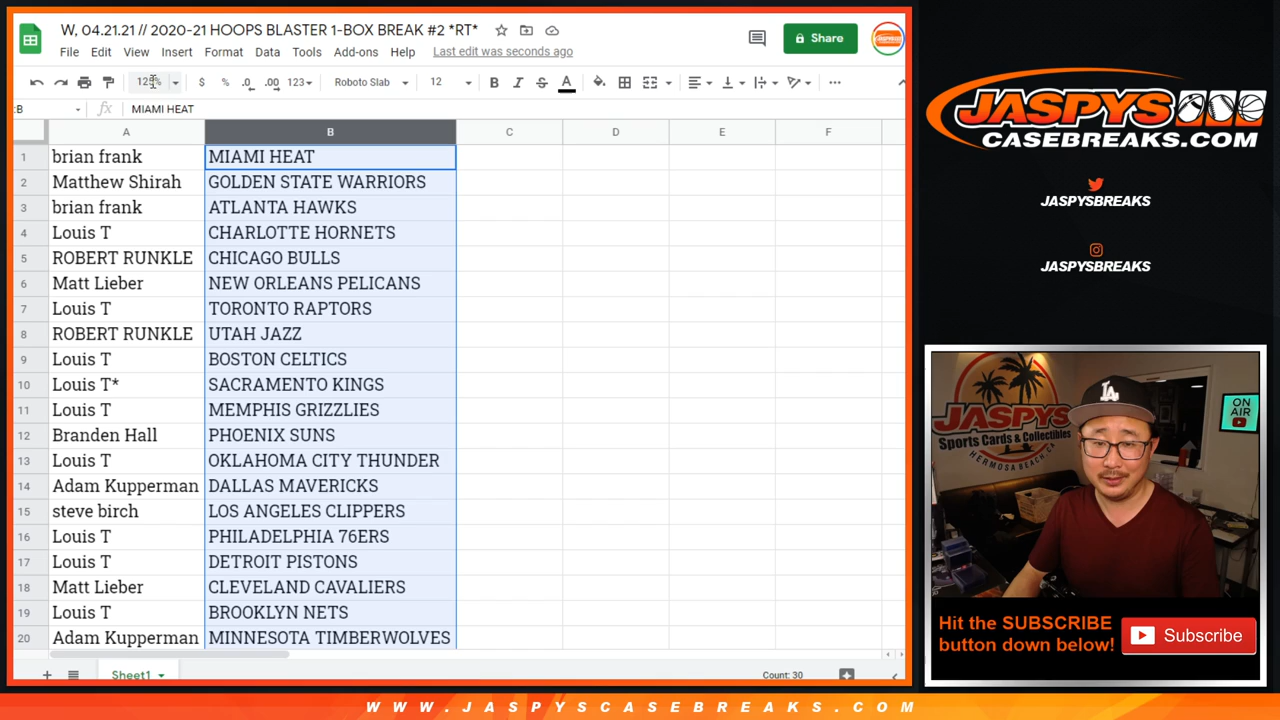 W, 04.21.21 // 2020-21 HOOPS BLASTER 1-BOX BREAK #2 *RT*
File Edit View Insert Format Data Tools Add-ons Help Last edit was seconds ago
Share
$ % .0 .00 123 Roboto Slab 12 B I S A
:B fx MIAMI HEAT
A B C D E F
1 brian frank MIAMI HEAT
2 Matthew Shirah GOLDEN STATE WARRIORS
3 brian frank ATLANTA HAWKS
4 Louis T CHARLOTTE HORNETS
5 ROBERT RUNKLE CHICAGO BULLS
6 Matt Lieber NEW ORLEANS PELICANS
7 Louis T TORONTO RAPTORS
8 ROBERT RUNKLE UTAH JAZZ
9 Louis T BOSTON CELTICS
10 Louis T* SACRAMENTO KINGS
11 Louis T MEMPHIS GRIZZLIES
12 Branden Hall PHOENIX SUNS
13 Louis T OKLAHOMA CITY THUNDER
14 Adam Kupperman DALLAS MAVERICKS
15 steve birch LOS ANGELES CLIPPERS
16 Louis T PHILADELPHIA 76ERS
17 Louis T DETROIT PISTONS
18 Matt Lieber CLEVELAND CAVALIERS
19 Louis T BROOKLYN NETS
20 Adam Kupperman MINNESOTA TIMBERWOLVES
Sheet1 Count: 30
JASPYS
CASEBREAKS.COM
JASPYSBREAKS
JASPYSBREAKS
JASPYS
Sports Cards & Collectibles
HERMOSA BEACH, CA
LA
ON
AIR
Hit the SUBSCRIBE
button down below!
Subscribe
WWW.JASPYSCASEBREAKS.COM